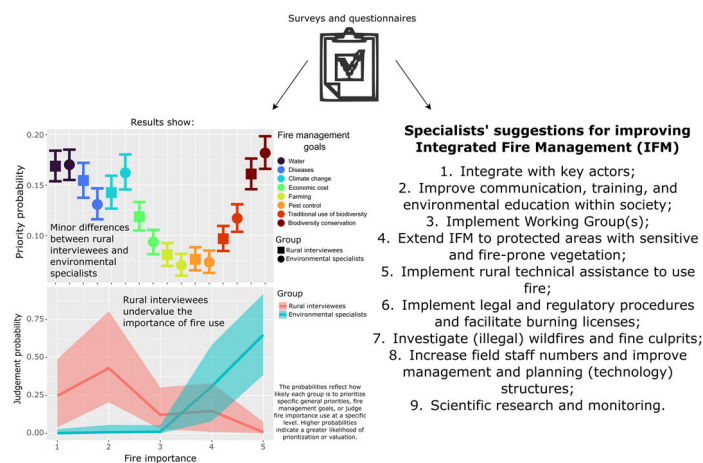 Surveys and questionnaires
Results show:
0.20
0.15
0.10
Priority probability
Minor differences
between rural
interviewees and
environmental
specialists
Fire management
goals
Water
Diseases
Climate change
Economic cost
Farming
Pest control
Traditional use of biodiversity
Biodiversity conservation
Group
Rural interviewees
Environmental specialists
Rural interviewees
undervalue the
importance of fire use
0.75
0.50
0.25
0.00
Judgement probability
1 2 3 4 5
Fire importance
Group
Rural interviewees
Environmental specialists
The probabilities reflect how
likely each group is to prioritize
specific general priorities, fire
management goals, or judge
fire importance use at a specific
level. Higher probabilities
indicate a greater likelihood of
prioritization or valuation.
Specialists' suggestions for improving
Integrated Fire Management (IFM)
1. Integrate with key actors;
2. Improve communication, training, and
environmental education within society;
3. Implement Working Group(s);
4. Extend IFM to protected areas with sensitive
and fire-prone vegetation;
5. Implement rural technical assistance to use
fire;
6. Implement legal and regulatory procedures
and facilitate burning licenses;
7. Investigate (illegal) wildfires and fine culprits;
8. Increase field staff numbers and improve
management and planning (technology)
structures;
9. Scientific research and monitoring.